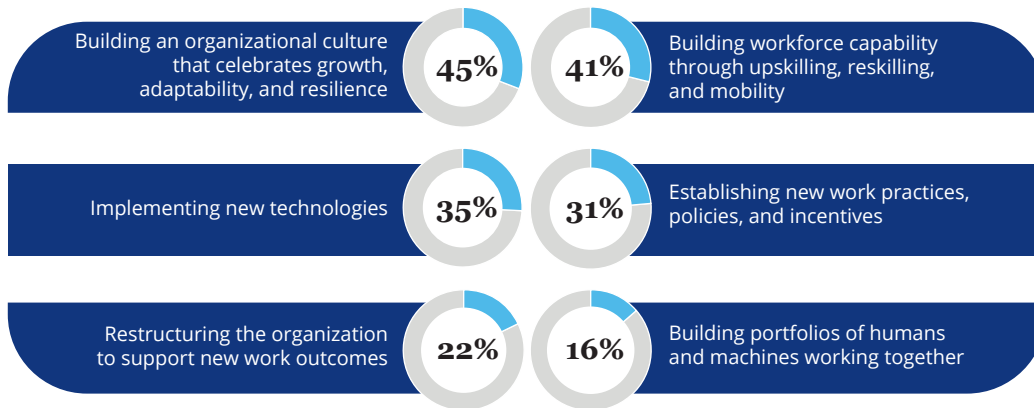 Building an organizational culture
that celebrates growth,
adaptability, and resilience
45%
41%
Building workforce capability
through upskilling, reskilling,
and mobility
Implementing new technologies
35%
31%
Establishing new work practices,
policies, and incentives
Restructuring the organization
to support new work outcomes
22%
16%
Building portfolios of humans
and machines working together